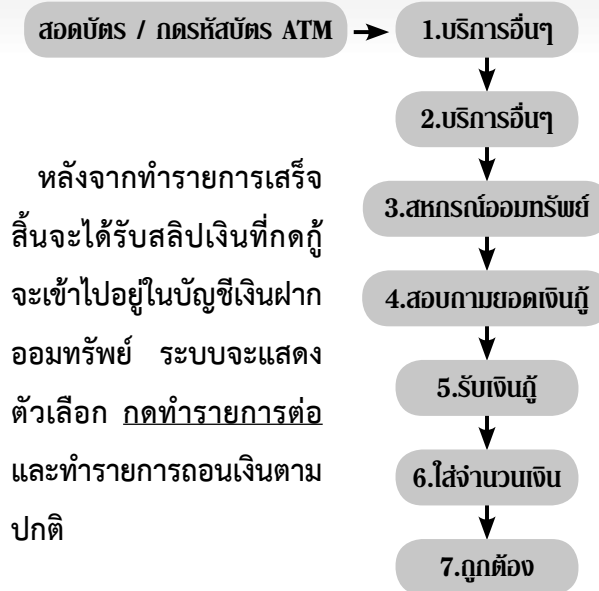 สอดบัตร / กดรหัสบัตร ATM
1.บริการอื่นๆ
2.บริการอื่นๆ
3.สหกรณ์ออมทรัพย์
4.สอบถามยอดเงินกู้
5.รับเงินกู้
6.ใส่จำนวนเงิน
7.ถูกต้อง
หลังจากทำรายการเสร็จ
สิ้นจะได้รับสลิปเงินที่กดกู้
จะเข้าไปอยู่ในบัญชีเงินฝาก
ออมทรัพย์ ระบบจะแสดง
ตัวเลือก กดทำรายการต่อ
และทำรายการถอนเงินตาม
ปกติ